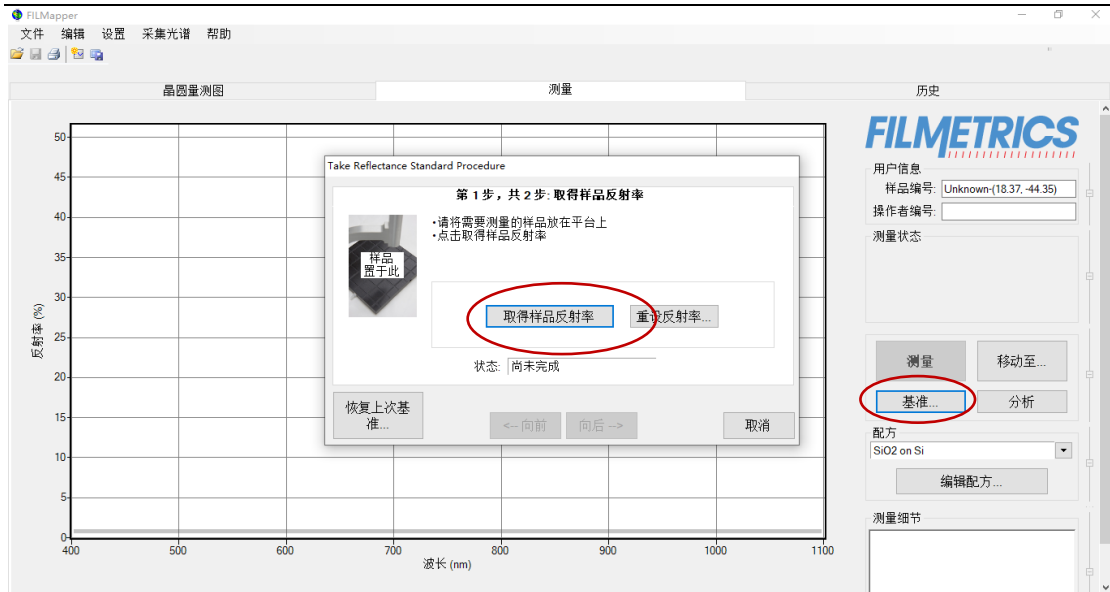 FILMapper
文件 编辑 设置 采集光谱 帮助
晶圆量测图 测量 历史
50
45
40
35
30
25
20
15
10
5
0
反射率 (%)
400 500 600 700 800 900 1000 1100
波长 (nm)
Take Reflectance Standard Procedure
第 1步，共 2步: 取得样品反射率
•请将需要测量的样品放在平台上
•点击取得样品反射率
样品
置于此
取得样品反射率 重设反射率...
状态: 尚未完成
恢复上次基
准...
<--向前 向后-->
取消
FILMETRICS
用户信息
样品编号: Unknown-(18.37, -44.35)
操作者编号:
测量状态
测量 移动至...
基准... 分析
配方
SiO2 on Si
编辑配方...
测量细节